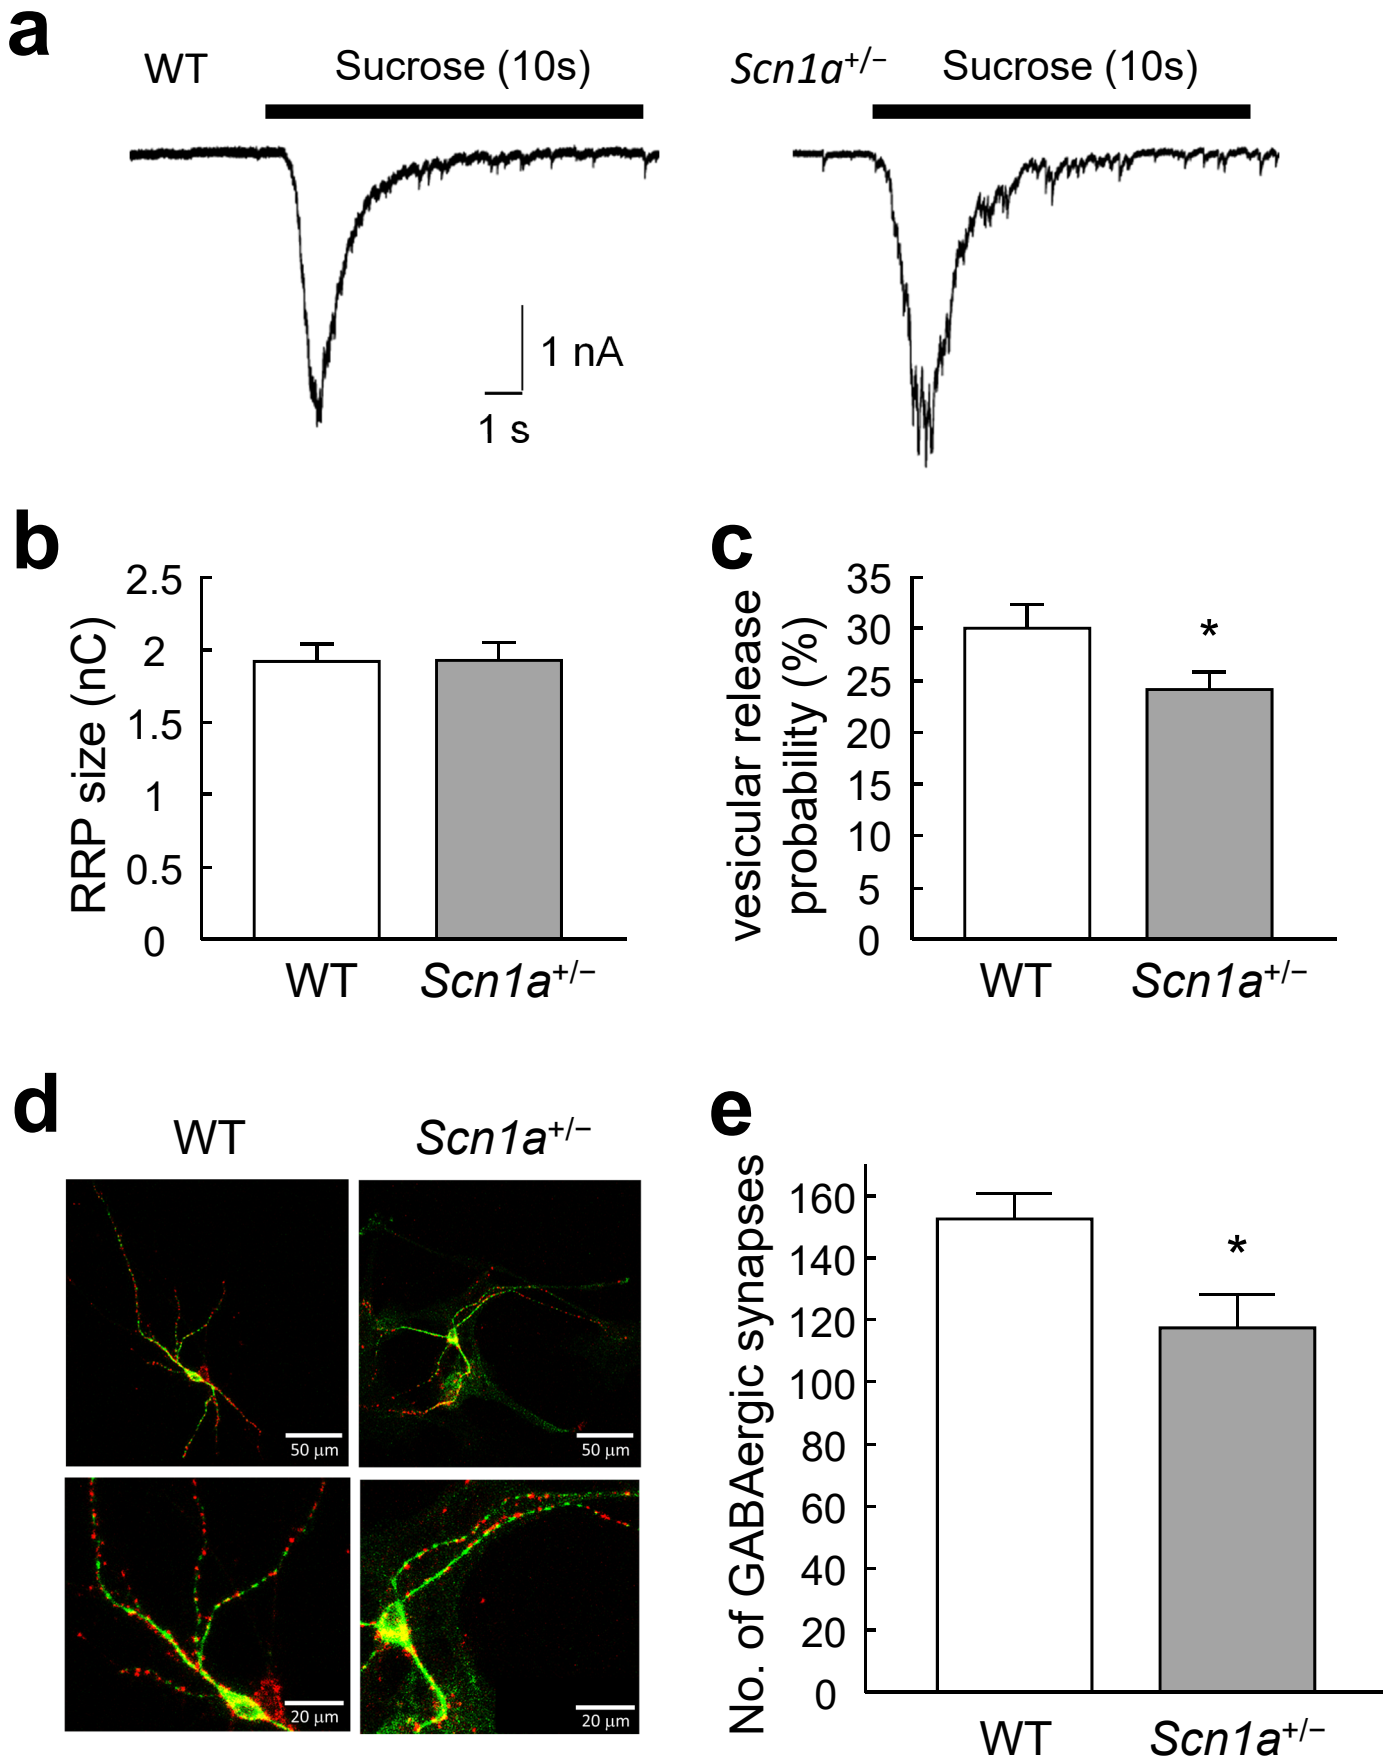 a
WT
Sucrose (10s)
Scn1a+/−
Sucrose (10s)
1 nA
1 s
b
RRP size (nC)
2.5
2
1.5
1
0.5
0
WT
Scn1a+/−
c
vesicular release
probability (%)
35
30
25
20
15
10
5
0
*
WT
Scn1a+/−
d
WT
Scn1a+/−
50 μm
50 μm
20 μm
20 μm
e
No. of GABAergic synapses
160
140
120
100
80
60
40
20
0
*
WT
Scn1a+/−